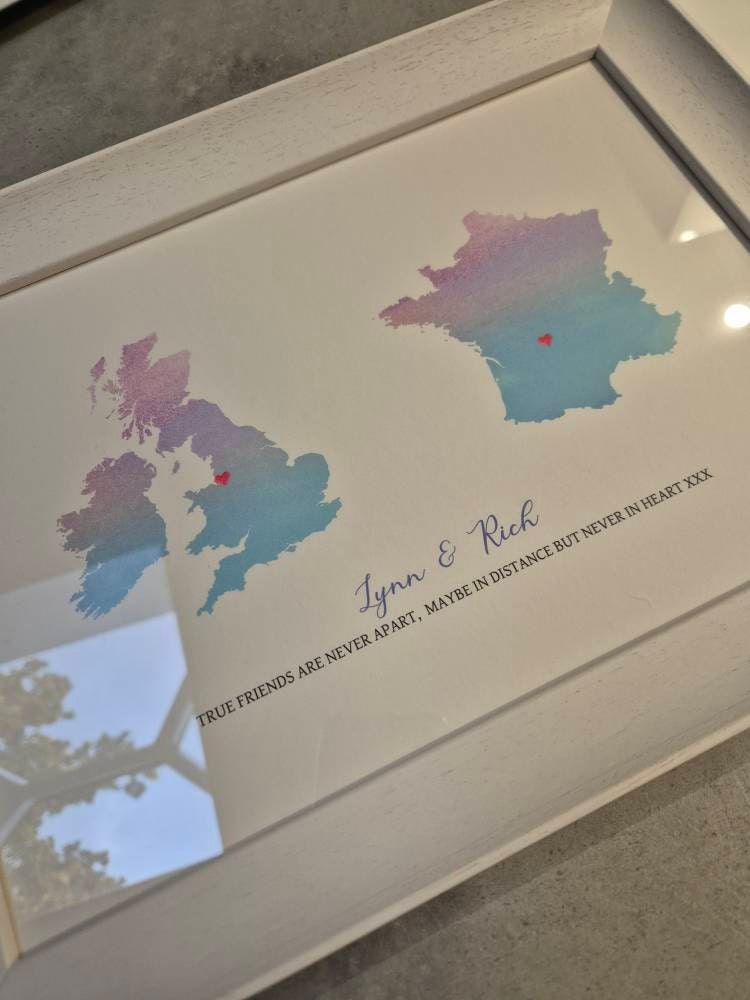 Lynn & Rich
TRUE FRIENDS ARE NEVER APART, MAYBE IN DISTANCE BUT NEVER IN HEART XXX